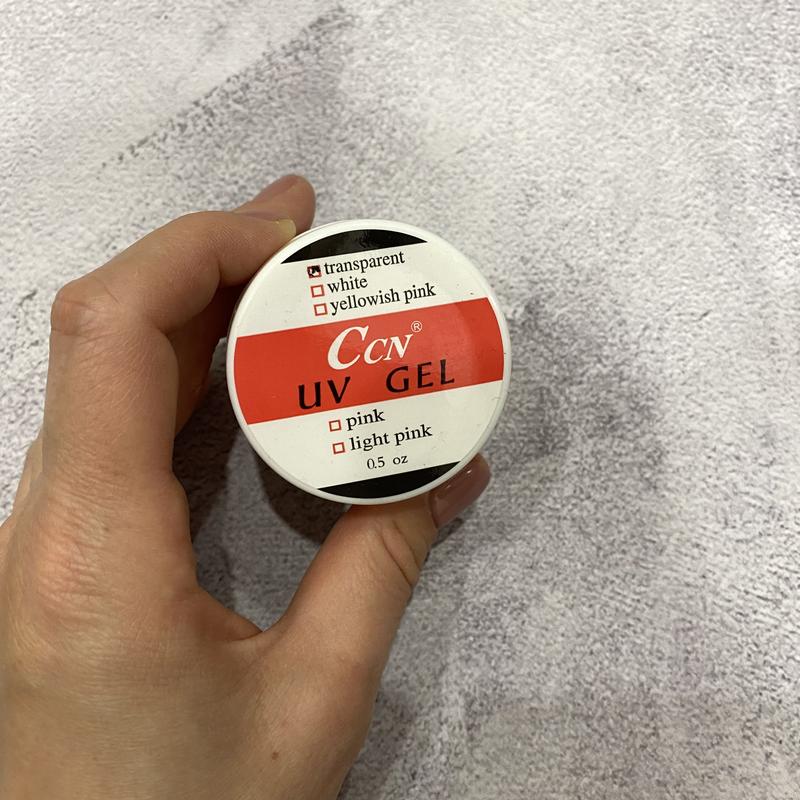 transparent
white
yellowish pink
CCN®
UV GEL
pink
light pink
0.5 oz